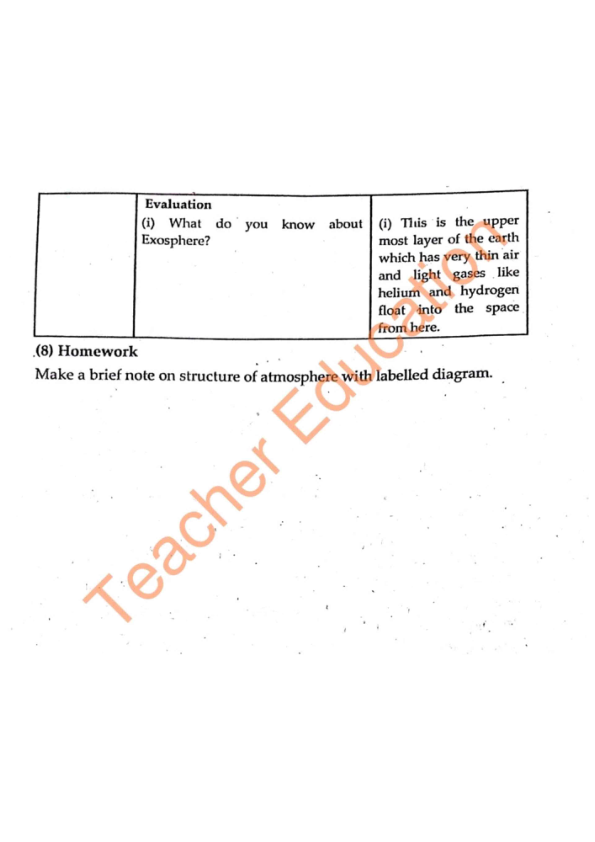 Evaluation
(i) What do you know about
Exosphere?
(i) This is the upper
most layer of the earth
which has very thin air
and light gases like
helium and hydrogen
float into the space
from here.
(8) Homework
Make a brief note on structure of atmosphere with labelled diagram.
Teacher Education